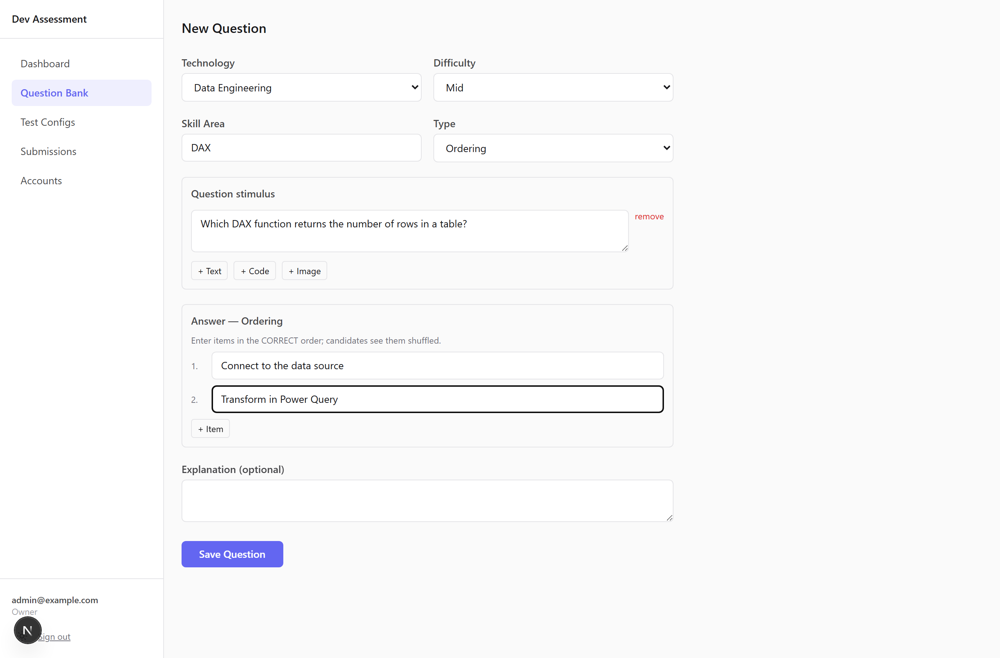 Dev Assessment
Dashboard
Question Bank
Test Configs
Submissions
Accounts
admin@example.com
Owner
N
Sign out
New Question
Technology
Difficulty
Data Engineering
Mid
Skill Area
Type
DAX
Ordering
Question stimulus
Which DAX function returns the number of rows in a table?
remove
+ Text
+ Code
+ Image
Answer — Ordering
Enter items in the CORRECT order; candidates see them shuffled.
1.
Connect to the data source
2.
Transform in Power Query
+ Item
Explanation (optional)
Save Question